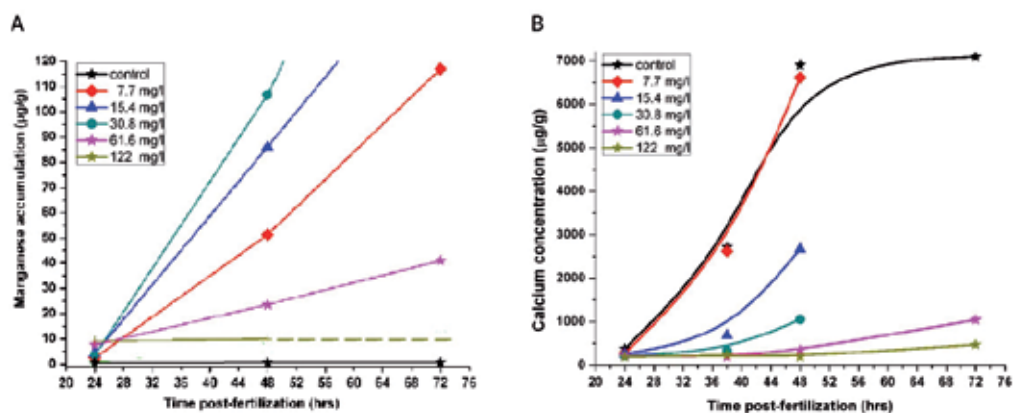 A
Manganese accumulation (µg/g)
120
110
100
90
80
70
60
50
40
30
20
10
0
control
7.7 mg/l
15.4 mg/l
30.8 mg/l
61.6 mg/l
122 mg/l
20 24 28 32 36 40 44 48 52 56 60 64 68 72 76
Time post-fertilization (hrs)
B
Calcium concentration (µg/g)
7000
6000
5000
4000
3000
2000
1000
0
control
7.7 mg/l
15.4 mg/l
30.8 mg/l
61.6 mg/l
122 mg/l
20 24 28 32 36 40 44 48 52 56 60 64 68 72 76
Time post-fertilization (hrs)